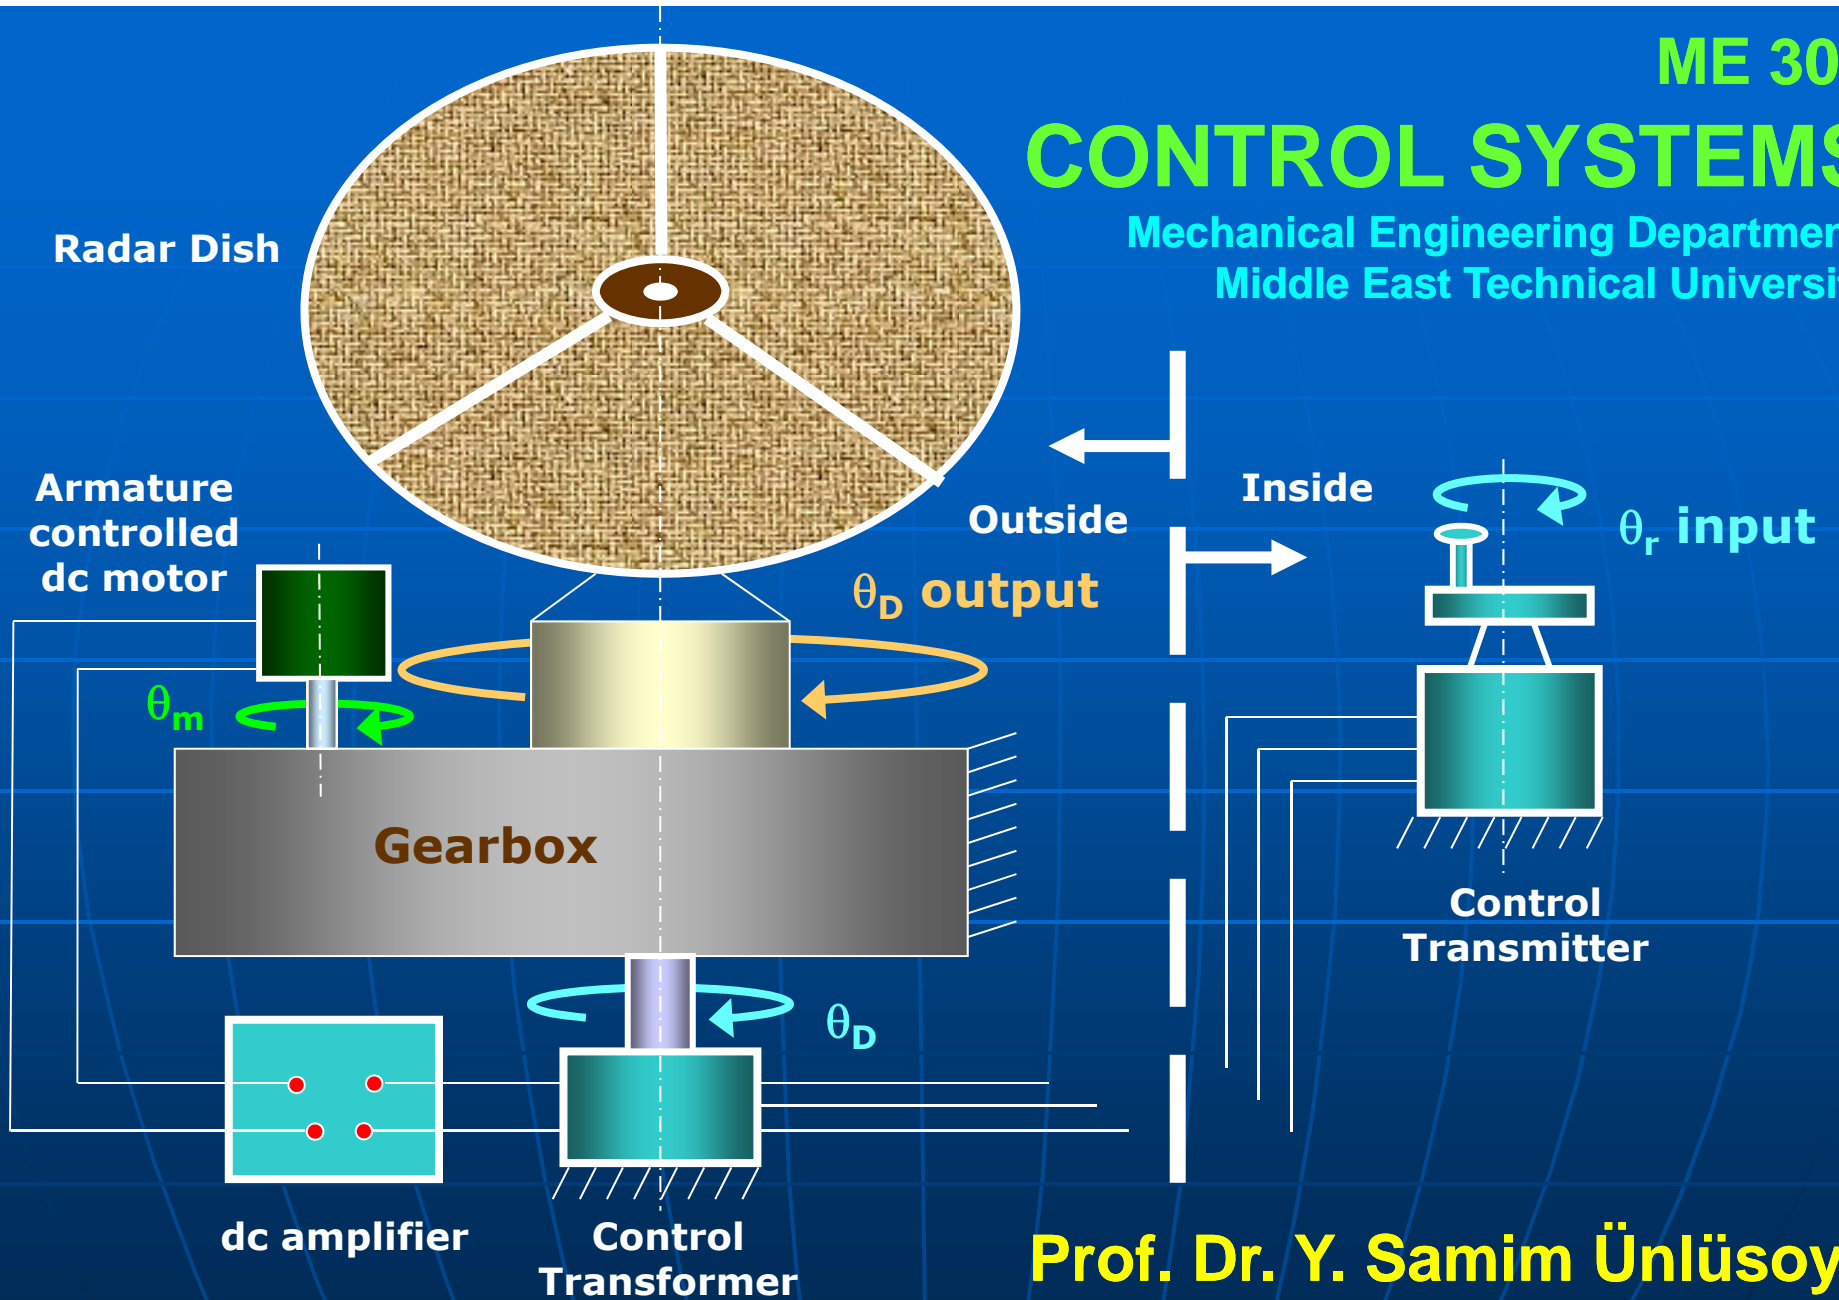 ME 30
CONTROL SYSTEMS
Mechanical Engineering Departmen
Middle East Technical Universit
Radar Dish
Armature
controlled
dc motor
Outside
Inside
θr input
θD output
θm
Gearbox
Control
Transmitter
θD
dc amplifier
Control
Transformer
Prof. Dr. Y. Samim Ünlüsoy